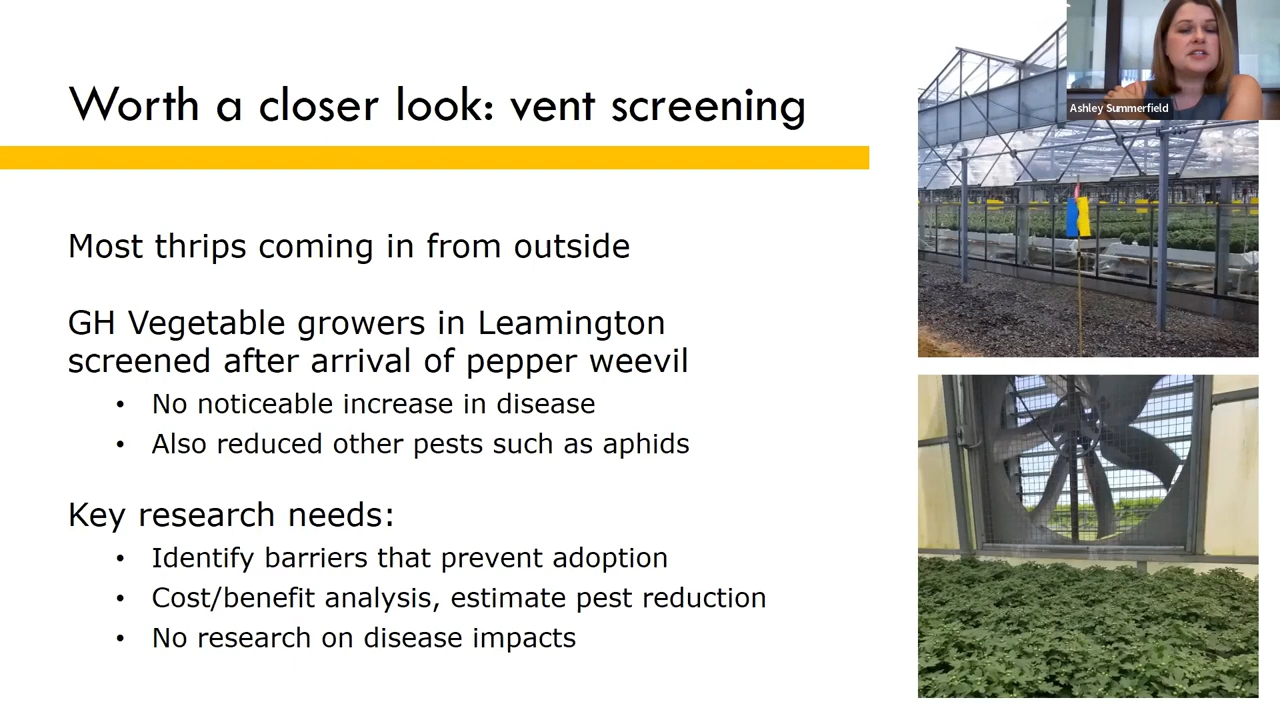 Worth a closer look: vent screening
Ashley Summerfield
Most thrips coming in from outside
GH Vegetable growers in Leamington
screened after arrival of pepper weevil
• No noticeable increase in disease
• Also reduced other pests such as aphids
Key research needs:
• Identify barriers that prevent adoption
• Cost/benefit analysis, estimate pest reduction
• No research on disease impacts